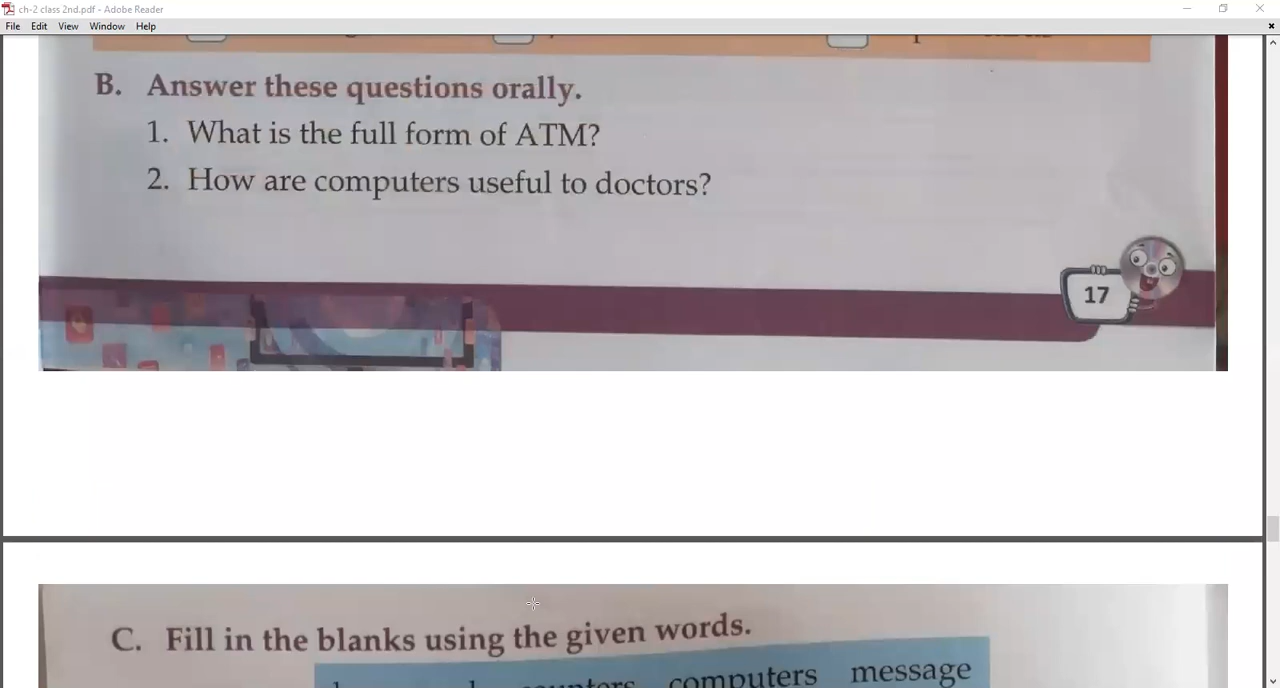 ch-2 class 2nd.pdf - Adobe Reader
File Edit View Window Help
B. Answer these questions orally.
1. What is the full form of ATM?
2. How are computers useful to doctors?
17
C. Fill in the blanks using the given words.
computers message